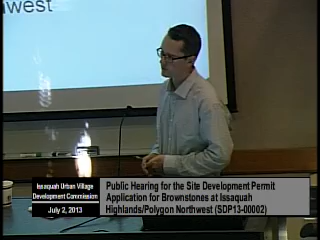 west
Issaquah Urban Village
Development Commission
July 2, 2013
Public Hearing for the Site Development Permit
Application for Brownstones at Issaquah
Highlands/Polygon Northwest (SDP13-00002)